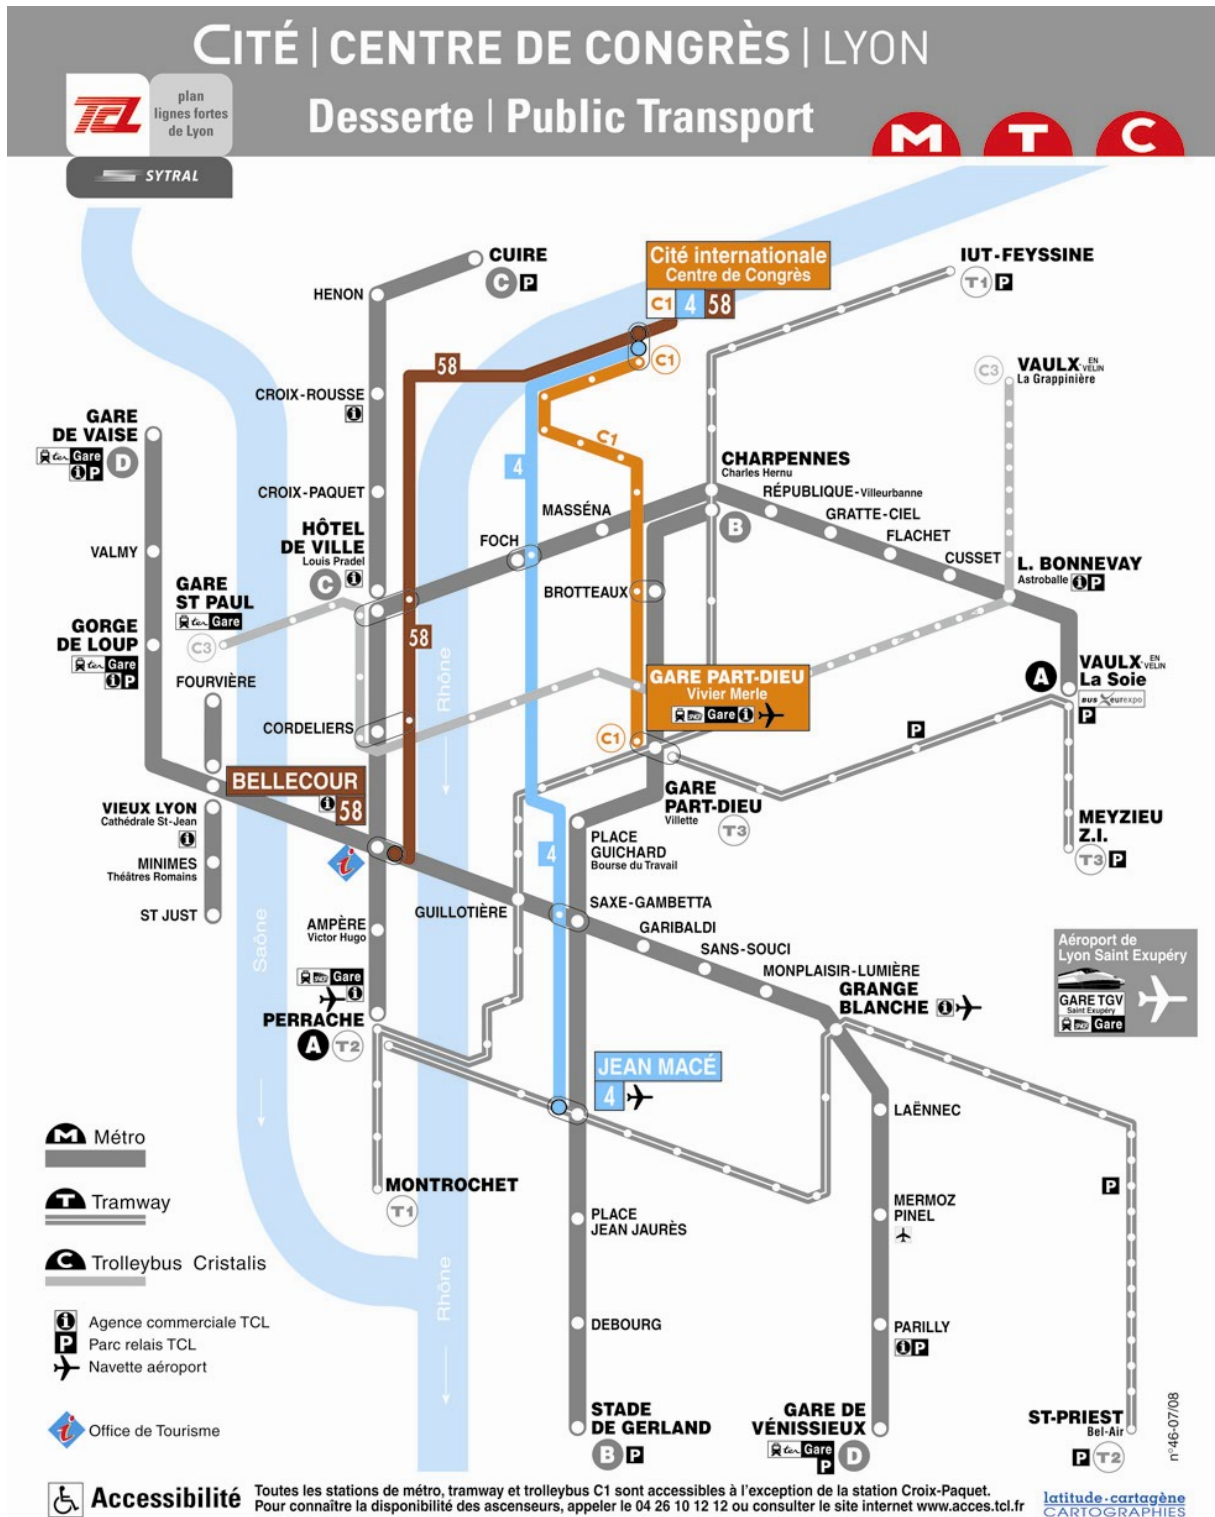 CITÉ | CENTRE DE CONGRÈS | LYON
Desserte | Public Transport
TCL
plan
lignes fortes
de Lyon
SYTRAL
M T C
CUIRE
C P
HENON
Cité internationale
Centre de Congrès
C1 4 58
IUT-FEYSSINE
T1 P
58
C1
CROIX-ROUSSE
C3
VAULX-EN VELIN
La Grappinière
GARE
DE VAISE
ter Gare
D
P
C1
4
CHARPENNES
Charles Hernu
CROIX-PAQUET
RÉPUBLIQUE-Villeurbanne
MASSÉNA
GRATTE-CIEL
B
HÔTEL
DE VILLE
Louis Pradel
C
FOCH
FLACHET
VALMY
CUSSET
L. BONNEVAY
Astroballe
P
GARE
ST PAUL
ter Gare
C3
BROTTEAUX
GORGE
DE LOUP
ter Gare
P
58
Rhône
GARE PART-DIEU
Vivier Merle
SNCF Gare
A
VAULX-EN VELIN
La Soie
BUS eurexpo
P
FOURVIÈRE
CORDELIERS
C1
P
BELLECOUR
58
GARE
PART-DIEU
Villette
T3
VIEUX LYON
Cathédrale St-Jean
PLACE
GUICHARD
Bourse du Travail
MEYZIEU
Z.I.
T3 P
4
MINIMES
Théâtres Romains
ST JUST
GUILLOTIÈRE
SAXE-GAMBETTA
AMPÈRE
Victor Hugo
GARIBALDI
SANS-SOUCI
Saône
MONPLAISIR-LUMIÈRE
Aéroport de
Lyon Saint Exupéry
GARE TGV
Saint Exupéry
SNCF Gare
SNCF Gare
PERRACHE
A T2
GRANGE
BLANCHE
JEAN MACÉ
4
LAËNNEC
M Métro
MONTROCHET
T1
P
T Tramway
MERMOZ
PINEL
PLACE
JEAN JAURÈS
C Trolleybus Cristalis
Rhône
Agence commerciale TCL
P Parc relais TCL
Navette aéroport
DEBOURG
PARILLY
P
Office de Tourisme
STADE
DE GERLAND
B P
GARE DE
VÉNISSIEUX
ter Gare
P
D
ST-PRIEST
Bel-Air
P T2
n°46-07/08
Accessibilité
Toutes les stations de métro, tramway et trolleybus C1 sont accessibles à l'exception de la station Croix-Paquet.
Pour connaître la disponibilité des ascenseurs, appeler le 04 26 10 12 12 ou consulter le site internet www.acces.tcl.fr
latitude-cartagène
CARTOGRAPHIES